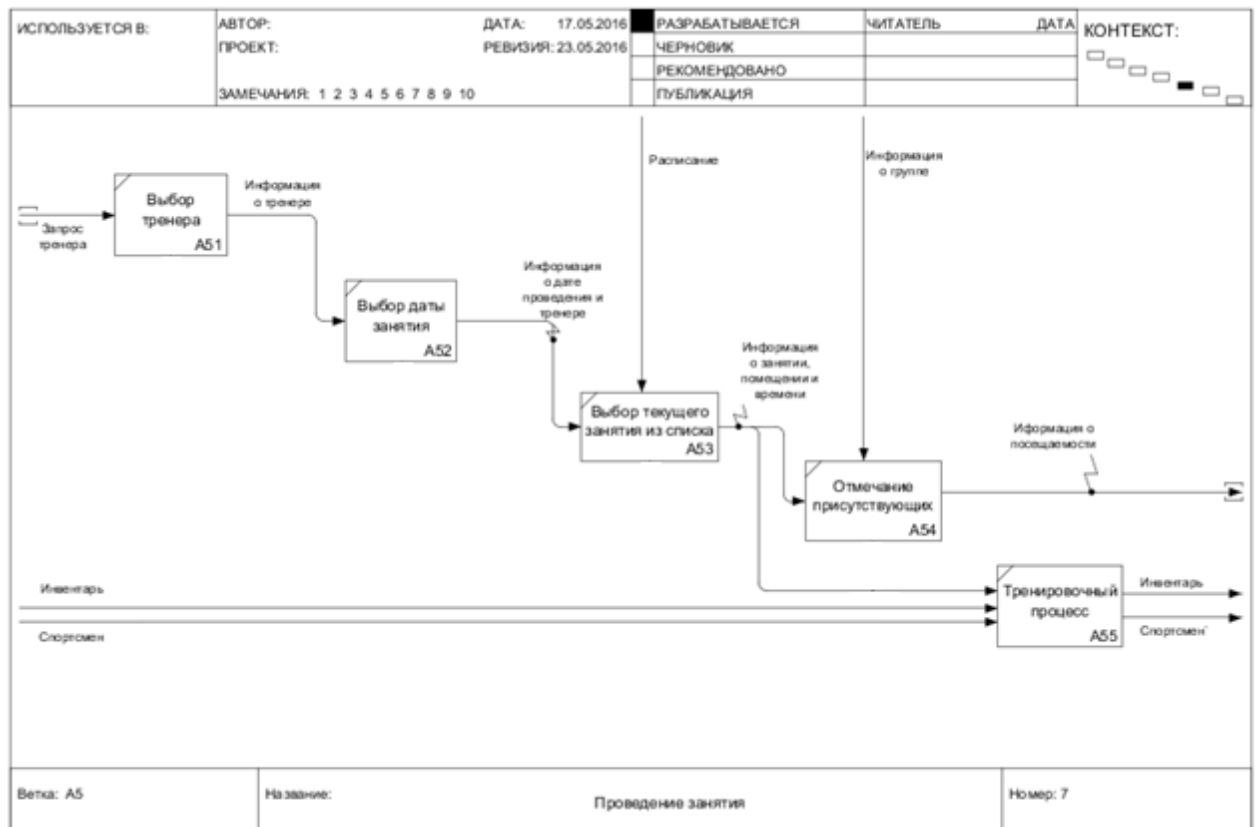 ИСПОЛЬЗУЕТСЯ В:
АВТОР:
ДАТА: 17.05.2016
ПРОЕКТ:
РЕВИЗИЯ: 23.05.2016
ЗАМЕЧАНИЯ: 1 2 3 4 5 6 7 8 9 10
РАЗРАБАТЫВАЕТСЯ
ЧЕРНОВИК
РЕКОМЕНДОВАНО
ПУБЛИКАЦИЯ
ЧИТАТЕЛЬ
ДАТА
КОНТЕКСТ:
Расписание
Информация
о группе
Запрос
тренера
Выбор
тренера
A51
Информация
о тренере
Выбор даты
занятия
A52
Информация
о дате
проведения и
тренере
Выбор текущего
занятия из списка
A53
Информация
о занятии,
помещении и
времени
Отмечание
присутствующих
A54
Иформация о
посещаемости
Инвентарь
Спортсмен
Тренировочный
процесс
A55
Инвентарь
Спортсмен'
Ветка: A5
Название:
Проведение занятия
Номер: 7